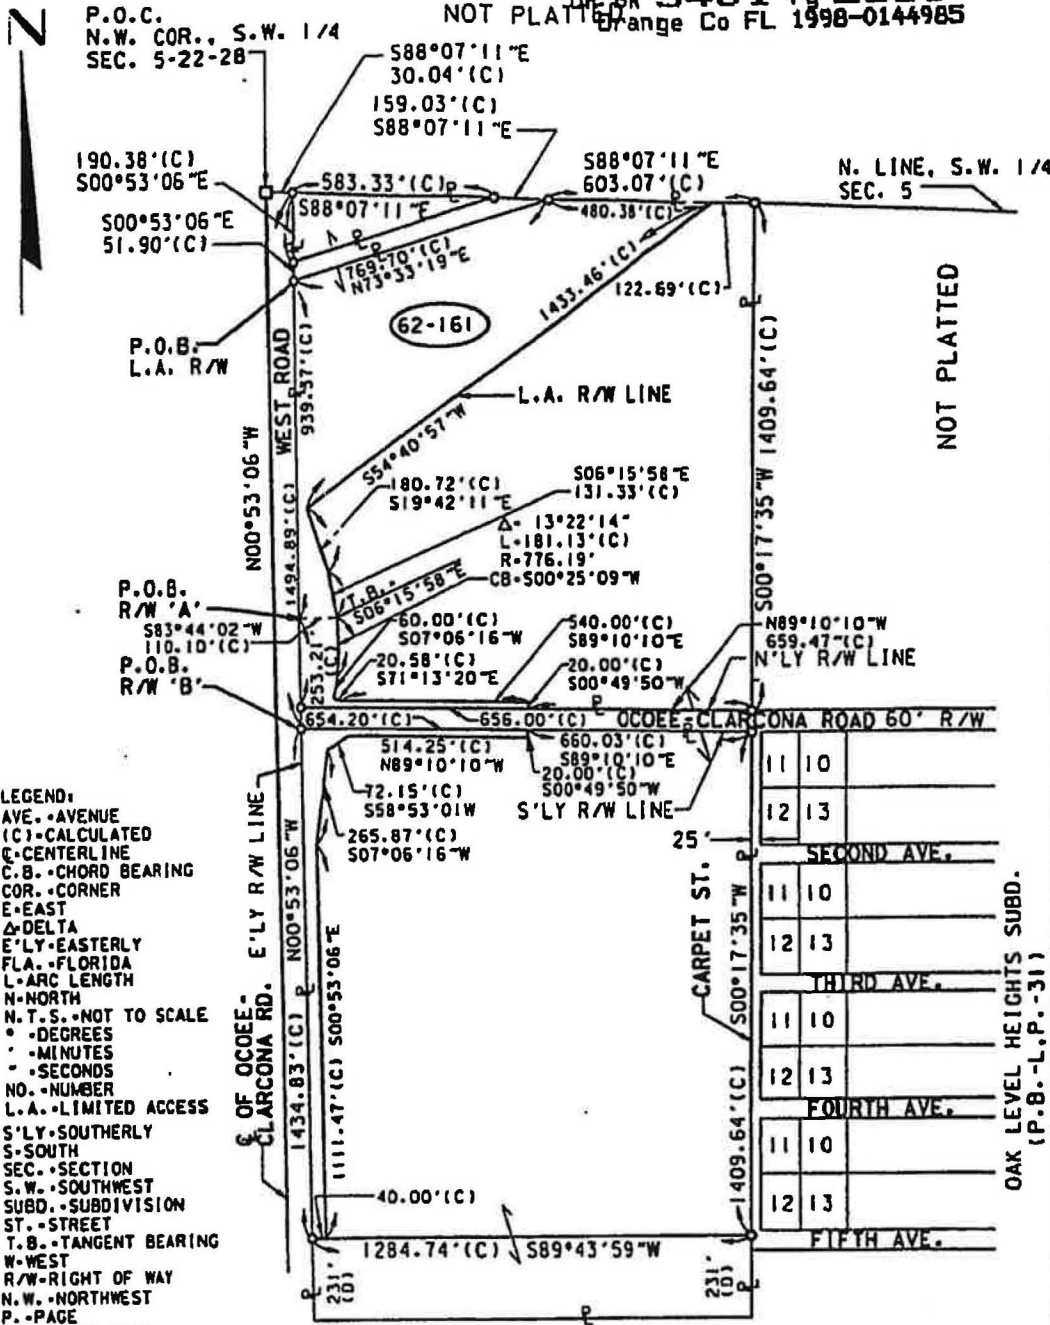 P.O.C.
N.W. COR., S.W. 1/4
SEC. 5-22-28
NOT PLATTED
Orange Co FL 1998-0144985
S88°07'11"E
30.04'(C)
159.03'(C)
S88°07'11"E
190.38'(C)
S00°53'06"E
S88°07'11"E
603.07'(C)
N. LINE, S.W. 1/4
SEC. 5
583.33'(C)
S88°07'11"E
480.38'(C)
S00°53'06"E
51.90'(C)
769.70'(C)
N73°33'19"E
1433.46'(C)
122.69'(C)
62-161
P.O.B.
L.A. R/W
WEST ROAD
939.37'(C)
L.A. R/W LINE
S54°40'57"W
NOT PLATTED
S00°17'35"W 1409.64'(C)
N00°53'06"W
1494.89'(C)
180.72'(C)
S19°42'11"E
S06°15'58"E
131.33'(C)
Δ= 13°22'14"
L=181.13'(C)
R=776.19'
CB=S00°25'09"W
T.B.=
S06°15'58"E
P.O.B.
R/W 'A'
S83°44'02"W
110.10'(C)
P.O.B.
R/W 'B'
253.21'
(C)
60.00'(C)
S07°06'16"W
20.58'(C)
S71°13'20"E
540.00'(C)
S89°10'10"E
20.00'(C)
S00°49'50"W
N89°10'10"W
659.47'(C)
N'LY R/W LINE
654.20'(C)
656.00'(C)
OCOEE-CLARCONA ROAD 60' R/W
514.25'(C)
N89°10'10"W
660.03'(C)
S89°10'10"E
20.00'(C)
S00°49'50"W
72.15'(C)
S58°53'01W
S'LY R/W LINE
265.87'(C)
S07°06'16"W
25'
11 10
12 13
SECOND AVE.
11 10
12 13
THIRD AVE.
11 10
12 13
FOURTH AVE.
11 10
12 13
FIFTH AVE.
CARPET ST.
S00°17'35"W
1409.64'(C)
OAK LEVEL HEIGHTS SUBD.
(P.B.-L,P.-31)
E'LY R/W LINE
N00°53'06"W
1434.83'(C)
1111.47'(C) S00°53'06"E
℄ OF OCOEE-
CLARCONA RD.
40.00'(C)
1284.74'(C) S89°43'59"W
231'
(D)
231'
(D)
LEGEND:
AVE.=AVENUE
(C)=CALCULATED
℄=CENTERLINE
C.B.=CHORD BEARING
COR.=CORNER
E=EAST
Δ=DELTA
E'LY=EASTERLY
FLA.=FLORIDA
L=ARC LENGTH
N=NORTH
N.T.S.=NOT TO SCALE
° =DEGREES
' =MINUTES
" =SECONDS
NO.=NUMBER
L.A.=LIMITED ACCESS
S'LY=SOUTHERLY
S=SOUTH
SEC.=SECTION
S.W.=SOUTHWEST
SUBD.=SUBDIVISION
ST.=STREET
T.B.=TANGENT BEARING
W=WEST
R/W=RIGHT OF WAY
N.W.=NORTHWEST
P.=PAGE
N